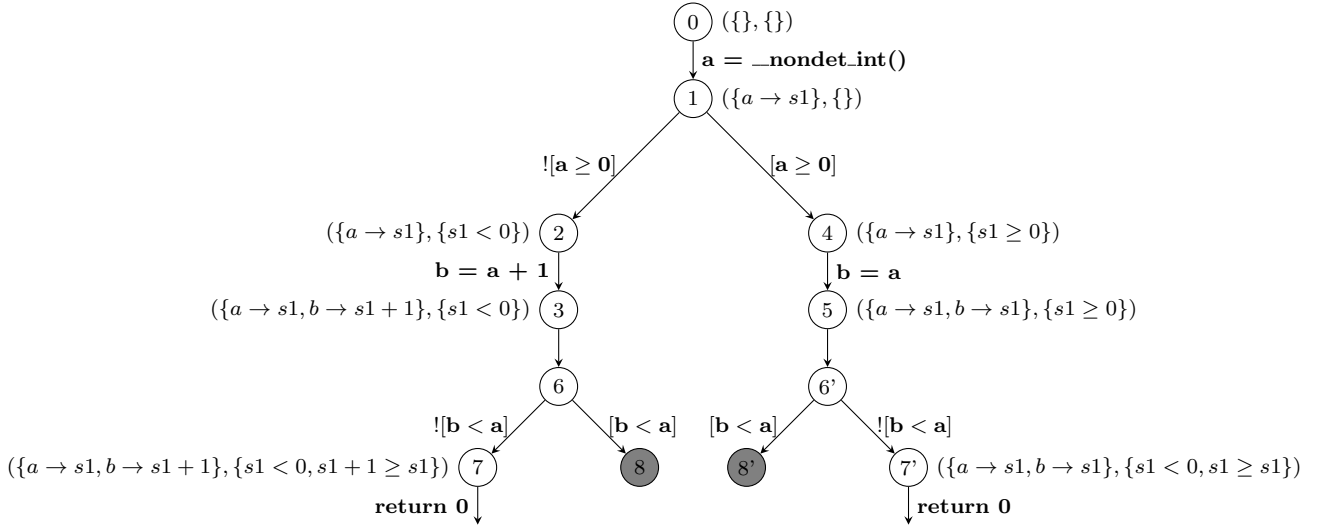 0 ({}, {})
a = __nondet_int()
1 ({a → s1}, {})
![a ≥ 0] [a ≥ 0]
({a → s1}, {s1 < 0}) 2 4 ({a → s1}, {s1 ≥ 0})
b = a + 1 b = a
({a → s1, b → s1 + 1}, {s1 < 0}) 3 5 ({a → s1, b → s1}, {s1 ≥ 0})
6 6'
![b < a] [b < a] [b < a] ![b < a]
({a → s1, b → s1 + 1}, {s1 < 0, s1 + 1 ≥ s1}) 7 8 8' 7' ({a → s1, b → s1}, {s1 < 0, s1 ≥ s1})
return 0 return 0